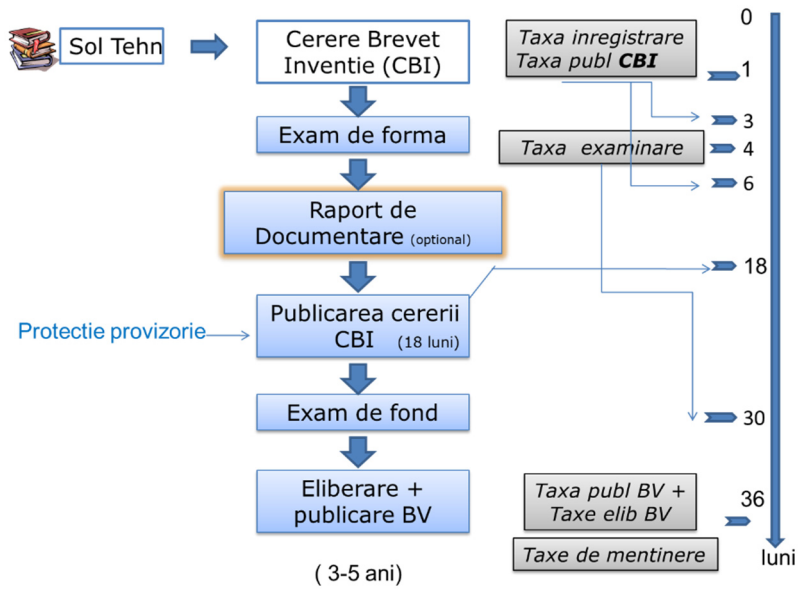 Sol Tehn
Cerere Brevet
Inventie (CBI)
Exam de forma
Raport de
Documentare (optional)
Publicarea cererii
CBI (18 luni)
Protectie provizorie
Exam de fond
Eliberare +
publicare BV
( 3-5 ani)
Taxa inregistrare
Taxa publ CBI
Taxa examinare
Taxa publ BV +
Taxe elib BV
Taxe de mentinere
0
1
3
4
6
18
30
36
luni